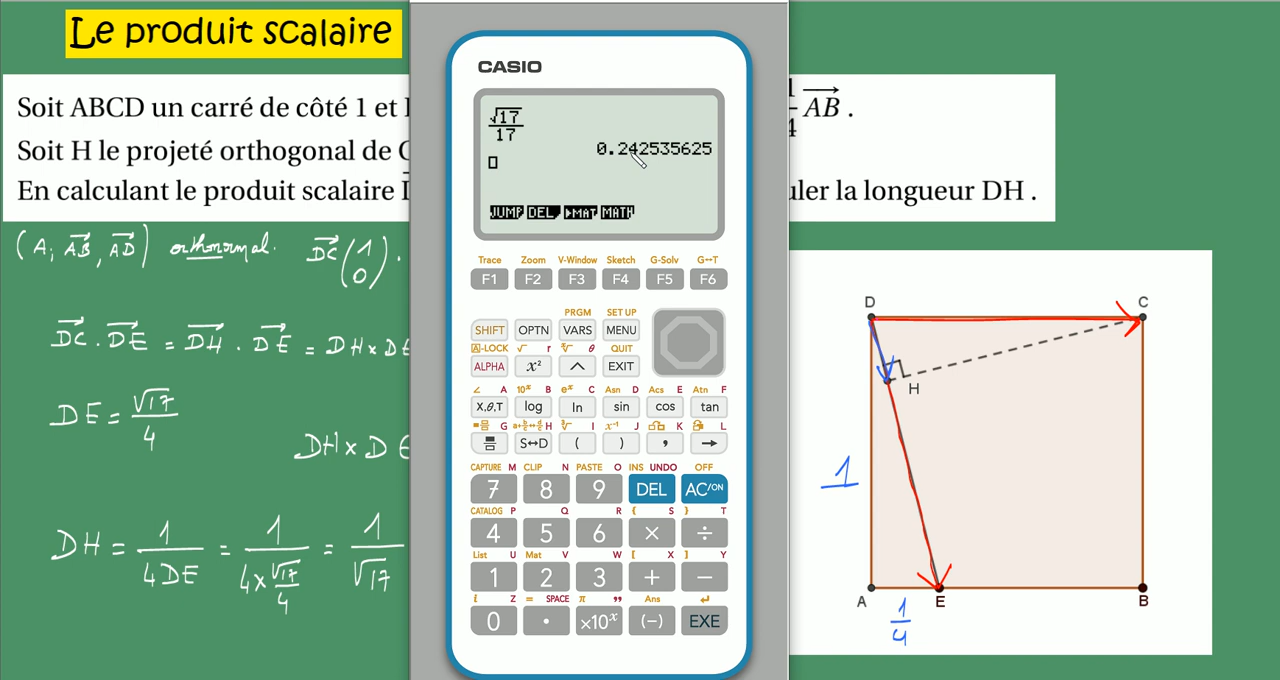 Le produit scalaire
Soit ABCD un carré de côté 1 et
1/4 AB .
Soit H le projeté orthogonal de
En calculant le produit scalaire
uler la longueur DH .
(A, AB, AD) orthonormal. DC (1 0) .
DC . DE = DH . DE = DH x DE
DE = √17/4
DH x DE
DH = 1/4DE = 1/(4x√17/4) = 1/√17
CASIO
√17/17
0.242535625
JUMP DEL ▶MAT MATH
Trace Zoom V-Window Sketch G-Solv G↔T
F1 F2 F3 F4 F5 F6
PRGM SET UP
SHIFT OPTN VARS MENU
A-LOCK √ r ˣ√ θ QUIT
ALPHA x² ^ EXIT
∠ A 10ˣ B eˣ C Asn D Acs E Atn F
X,θ,T log ln sin cos tan
G H ³√ I x⁻¹ J K L
S↔D ( ) , →
CAPTURE M CLIP N PASTE O INS UNDO OFF
7 8 9 DEL AC/ON
CATALOG P Q R { S } T
4 5 6 × ÷
List U Mat V W [ X ] Y
1 2 3 + −
i Z = SPACE π " Ans ↵
0 . ×10ˣ (−) EXE
D C
H
1
A E B
1/4